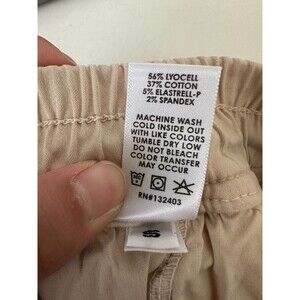 56% LYOCELL
37% COTTON
5% ELASTRELL-P
2% SPANDEX
MACHINE WASH
COLD INSIDE OUT
WITH LIKE COLORS
TUMBLE DRY LOW
DO NOT BLEACH
COLOR TRANSFER
MAY OCCUR
RN#132403
S